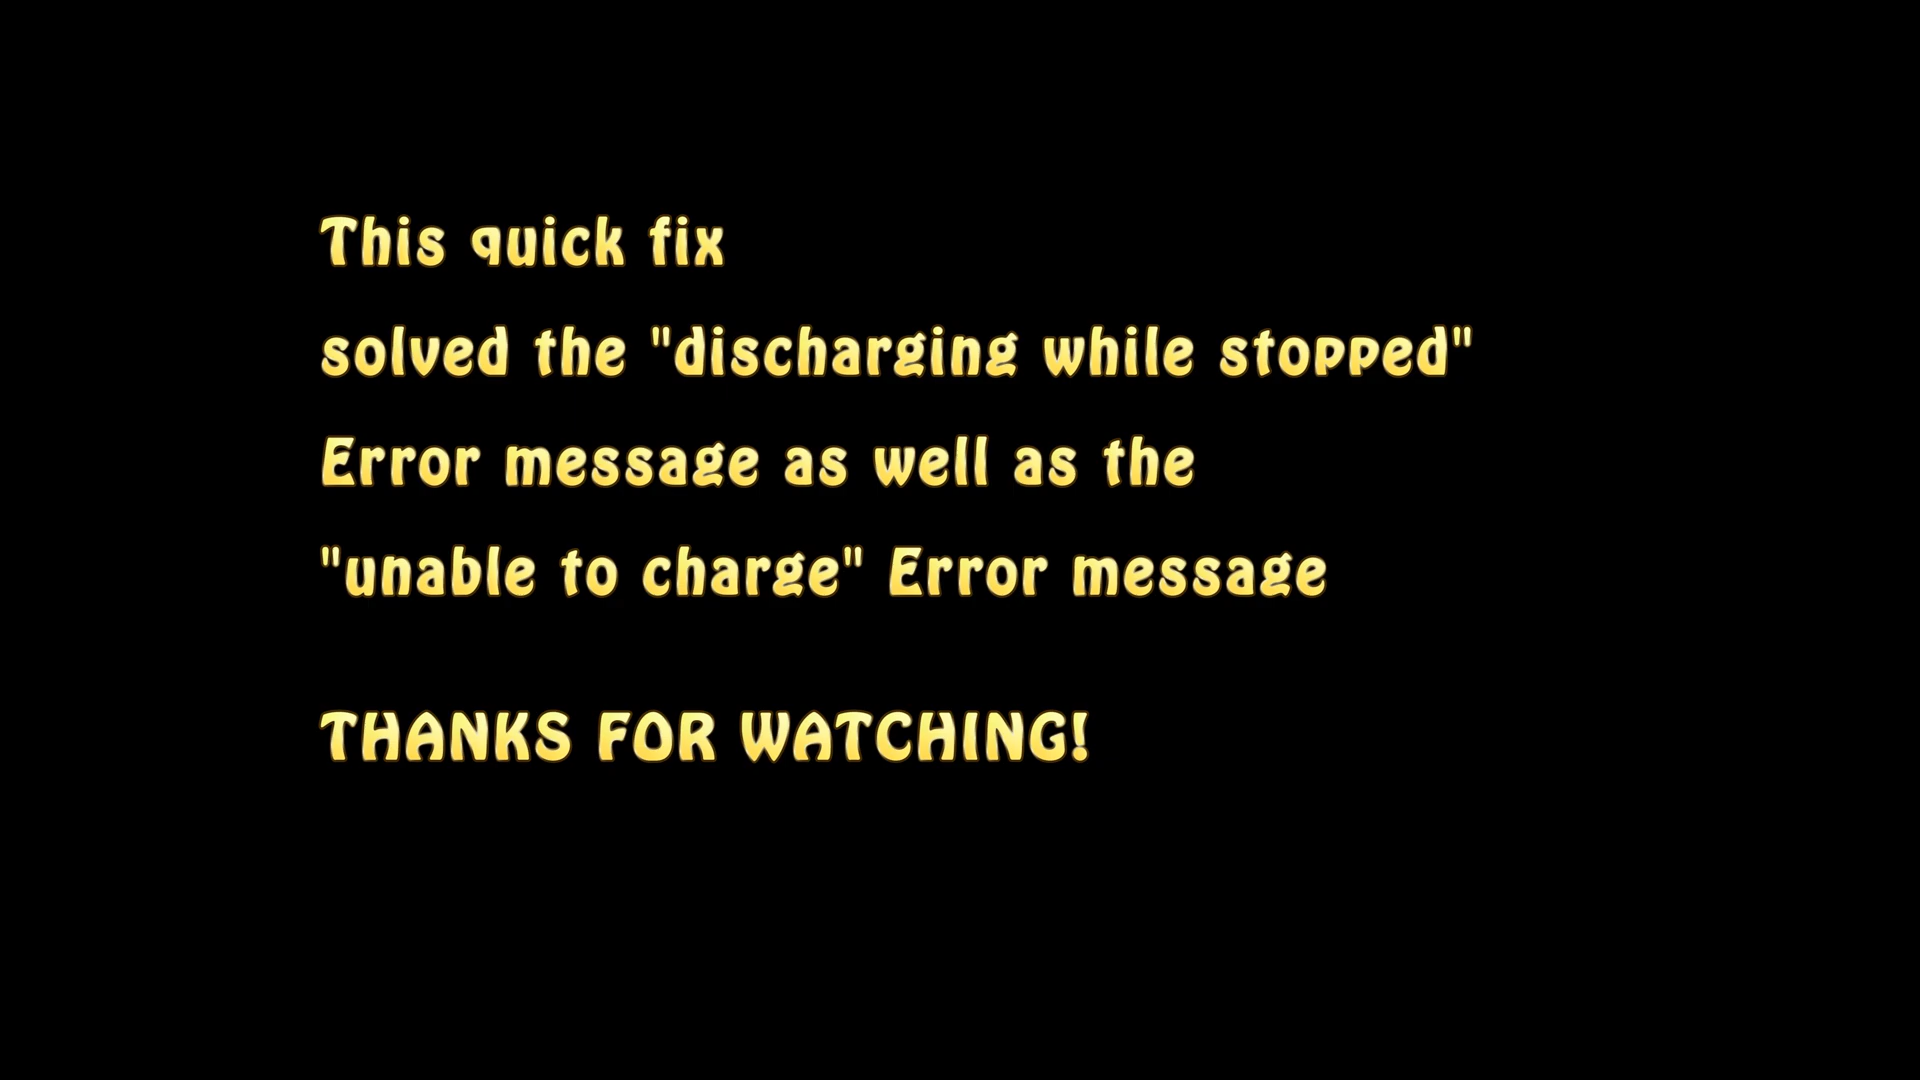 This quick fix
solved the "discharging while stopped"
Error message as well as the
"unable to charge" Error message
THANKS FOR WATCHING!